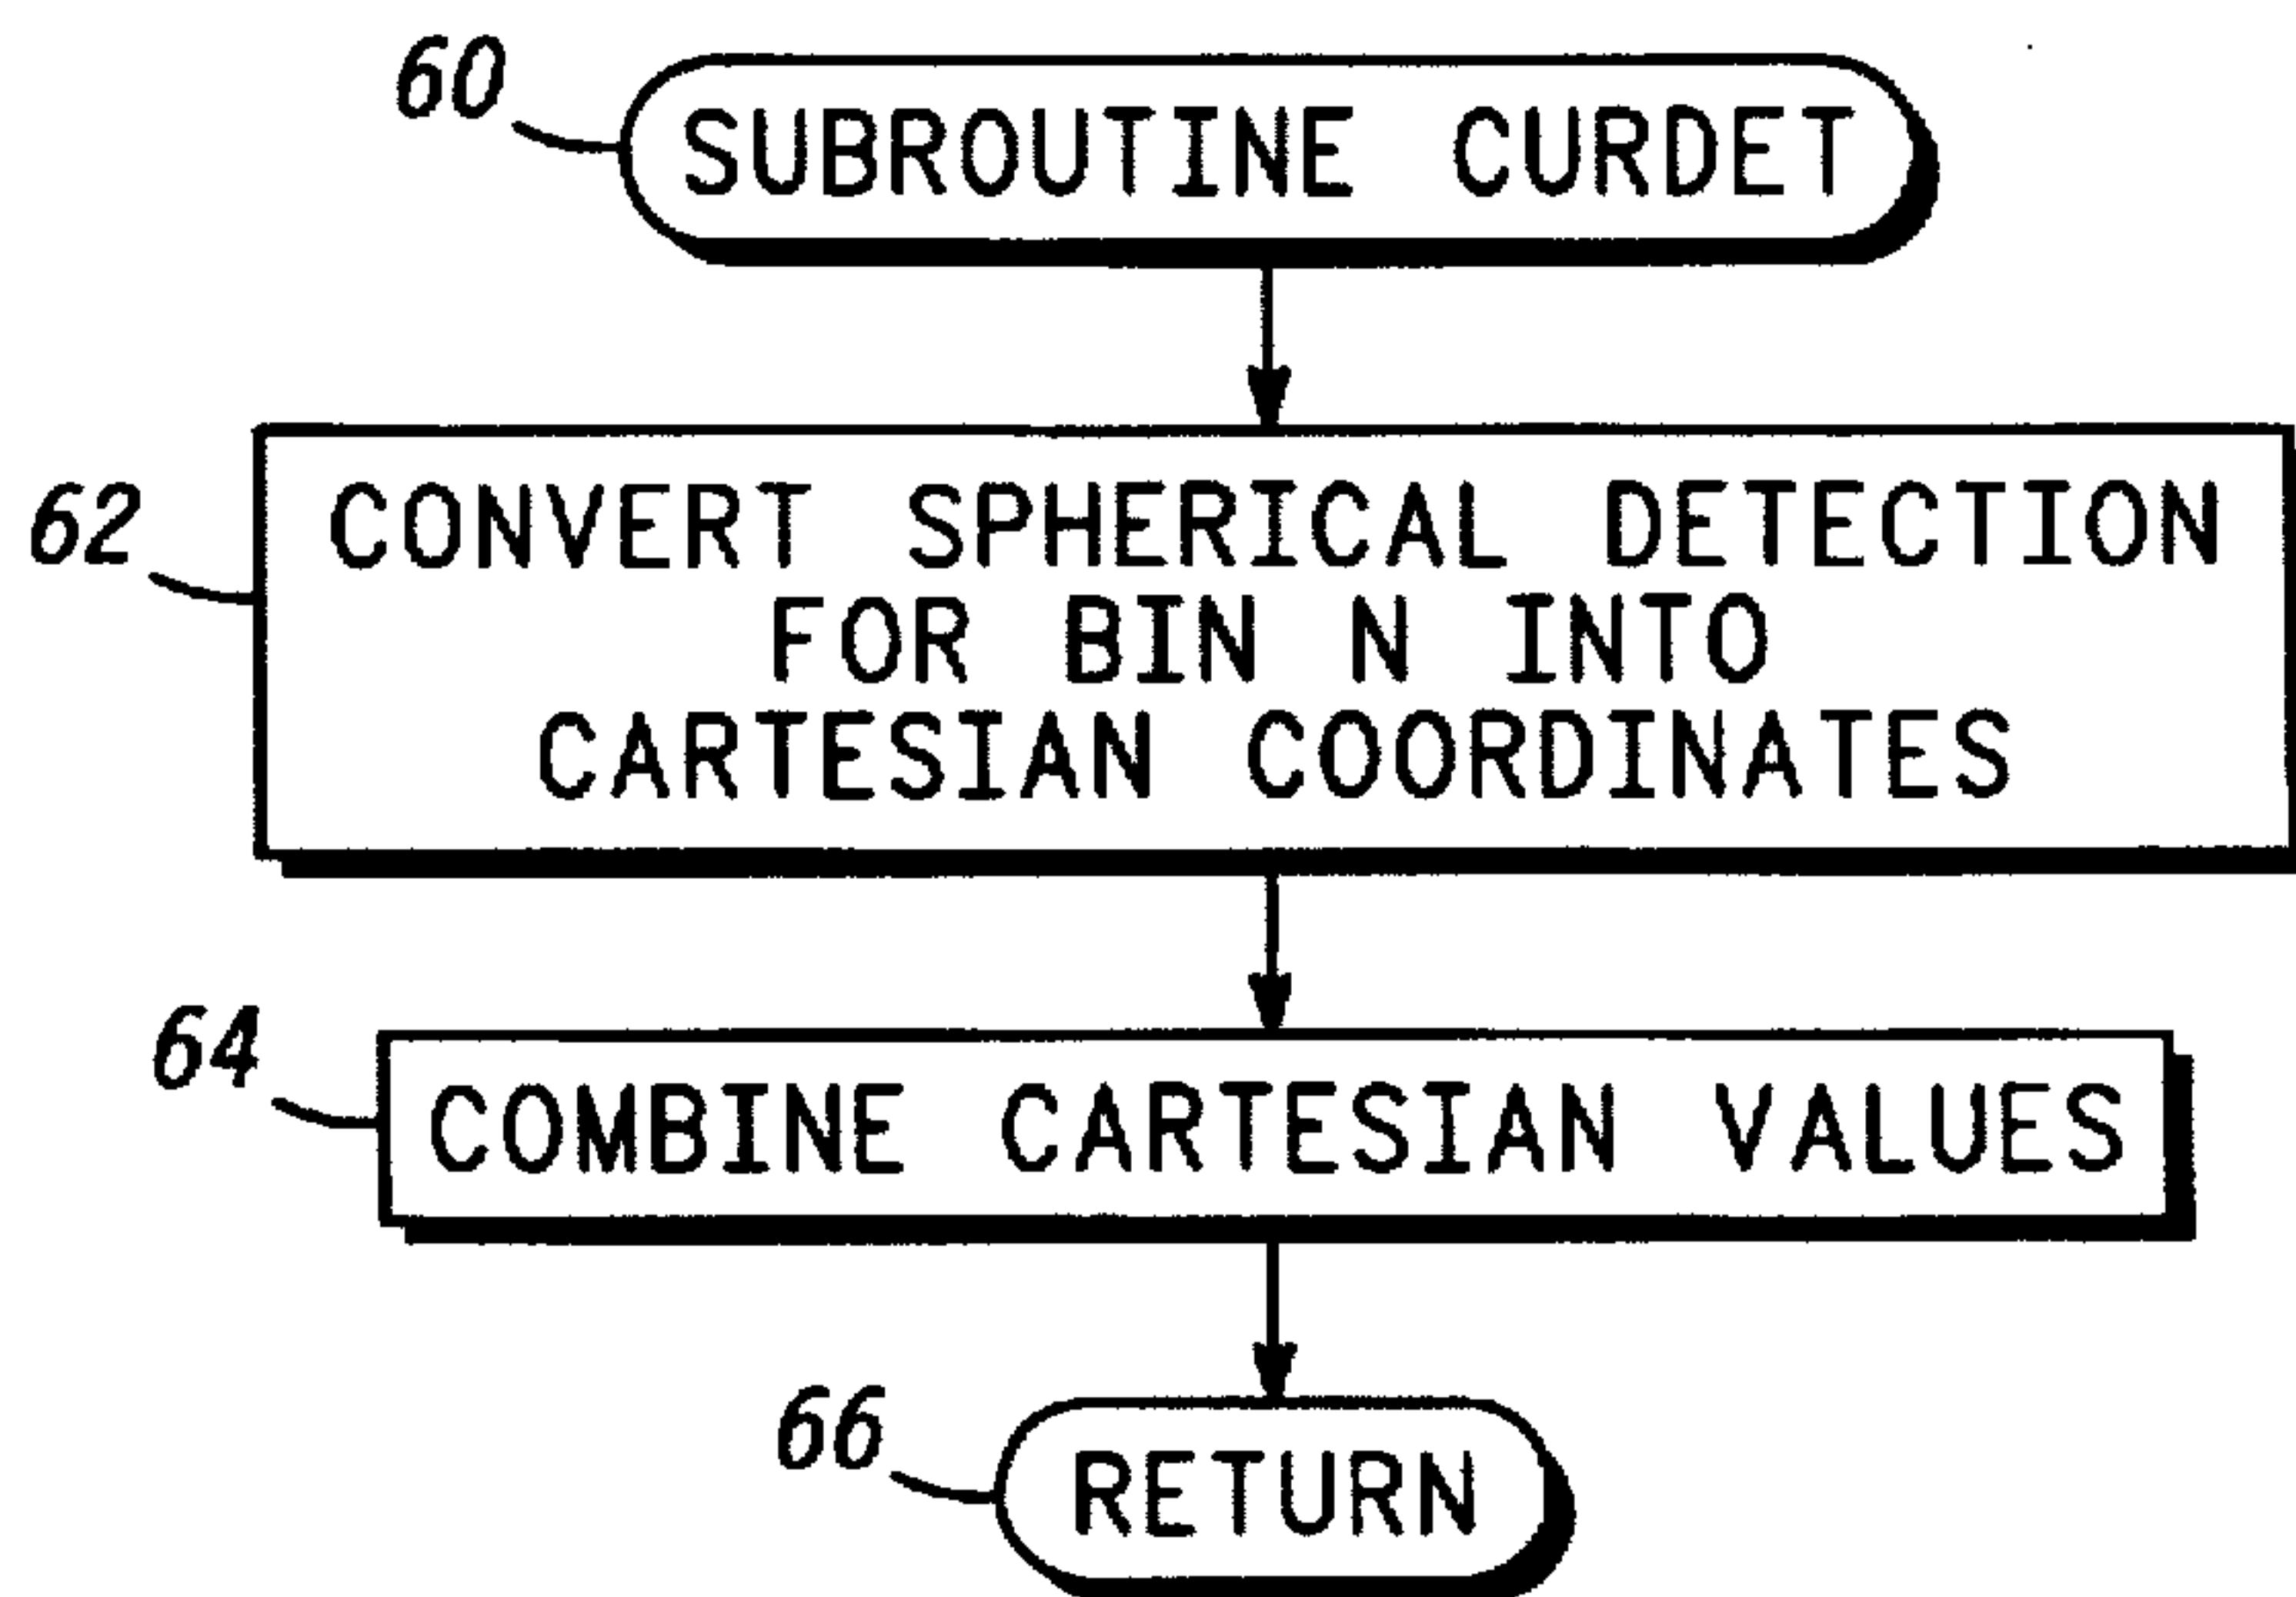 60
SUBROUTINE CURDET
62
CONVERT SPHERICAL DETECTION
FOR BIN N INTO
CARTESIAN COORDINATES
64
COMBINE CARTESIAN VALUES
66
RETURN